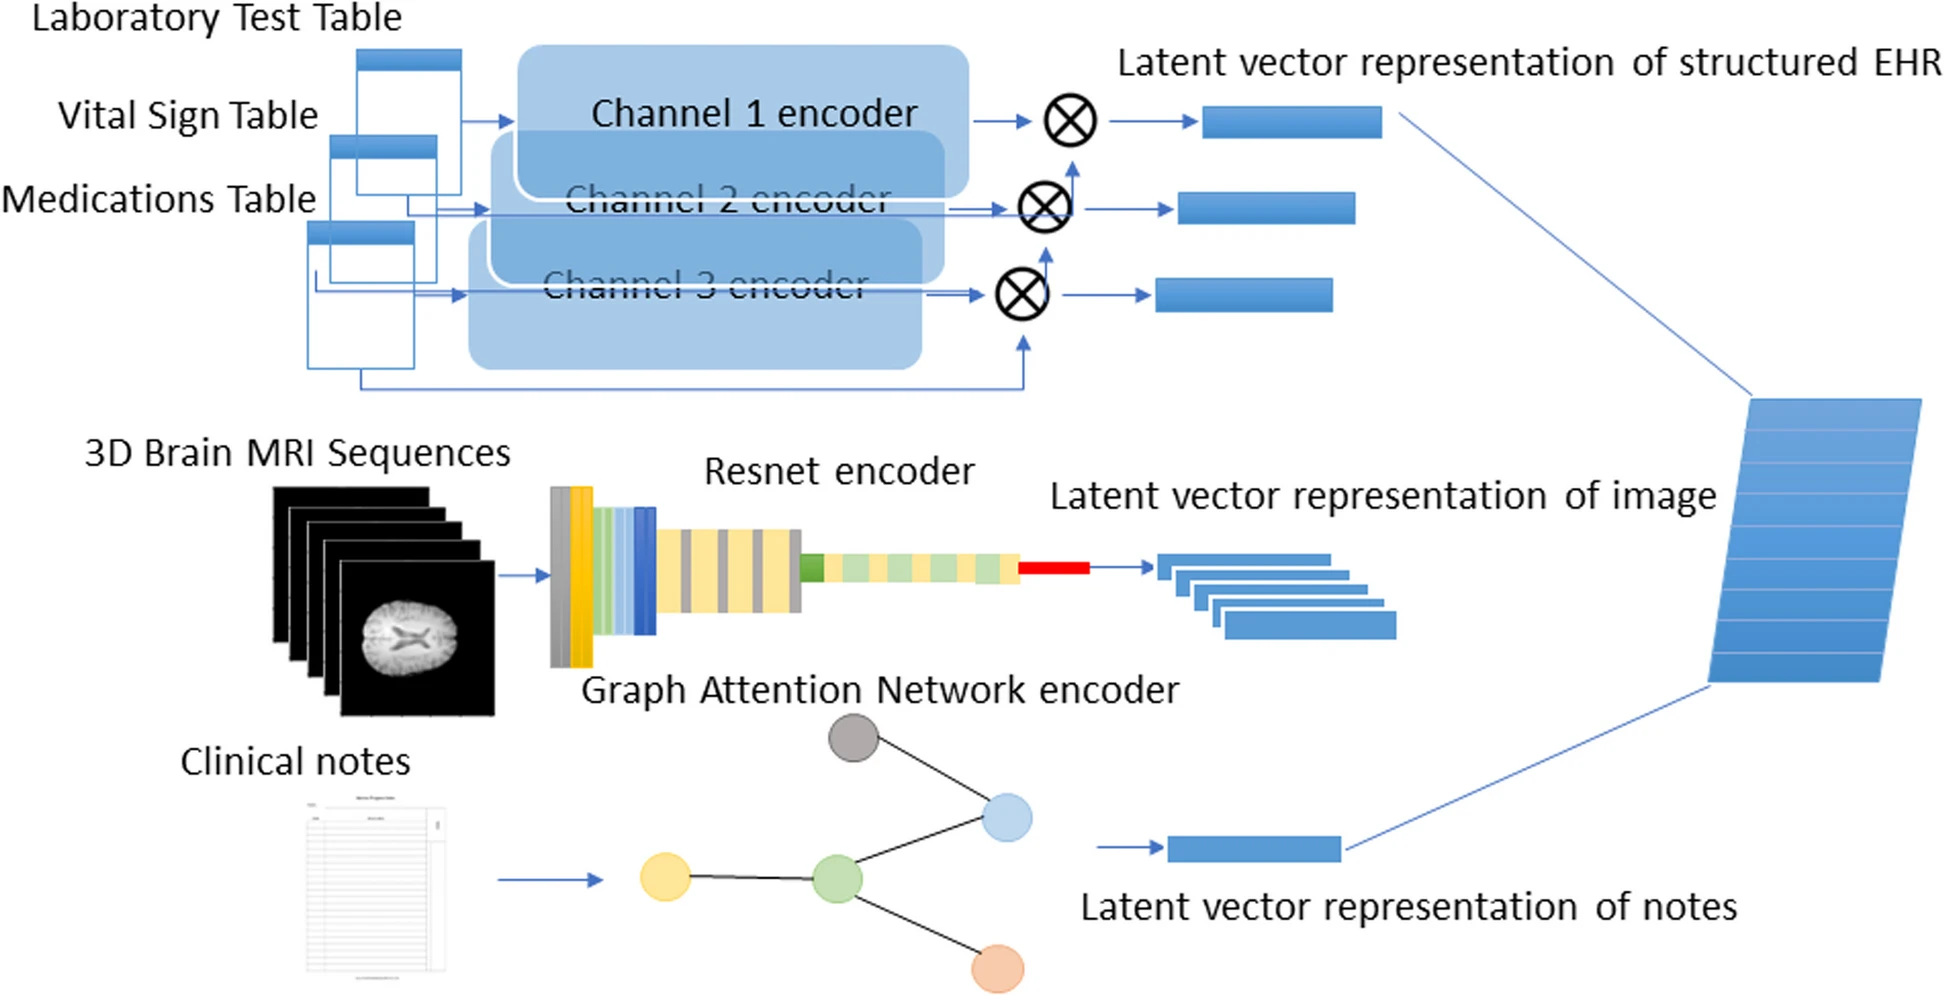 Laboratory Test Table
Latent vector representation of structured EHR
Channel 1 encoder
Vital Sign Table
Channel 2 encoder
Medications Table
Channel 3 encoder
3D Brain MRI Sequences
Resnet encoder
Latent vector representation of image
Graph Attention Network encoder
Clinical notes
Latent vector representation of notes